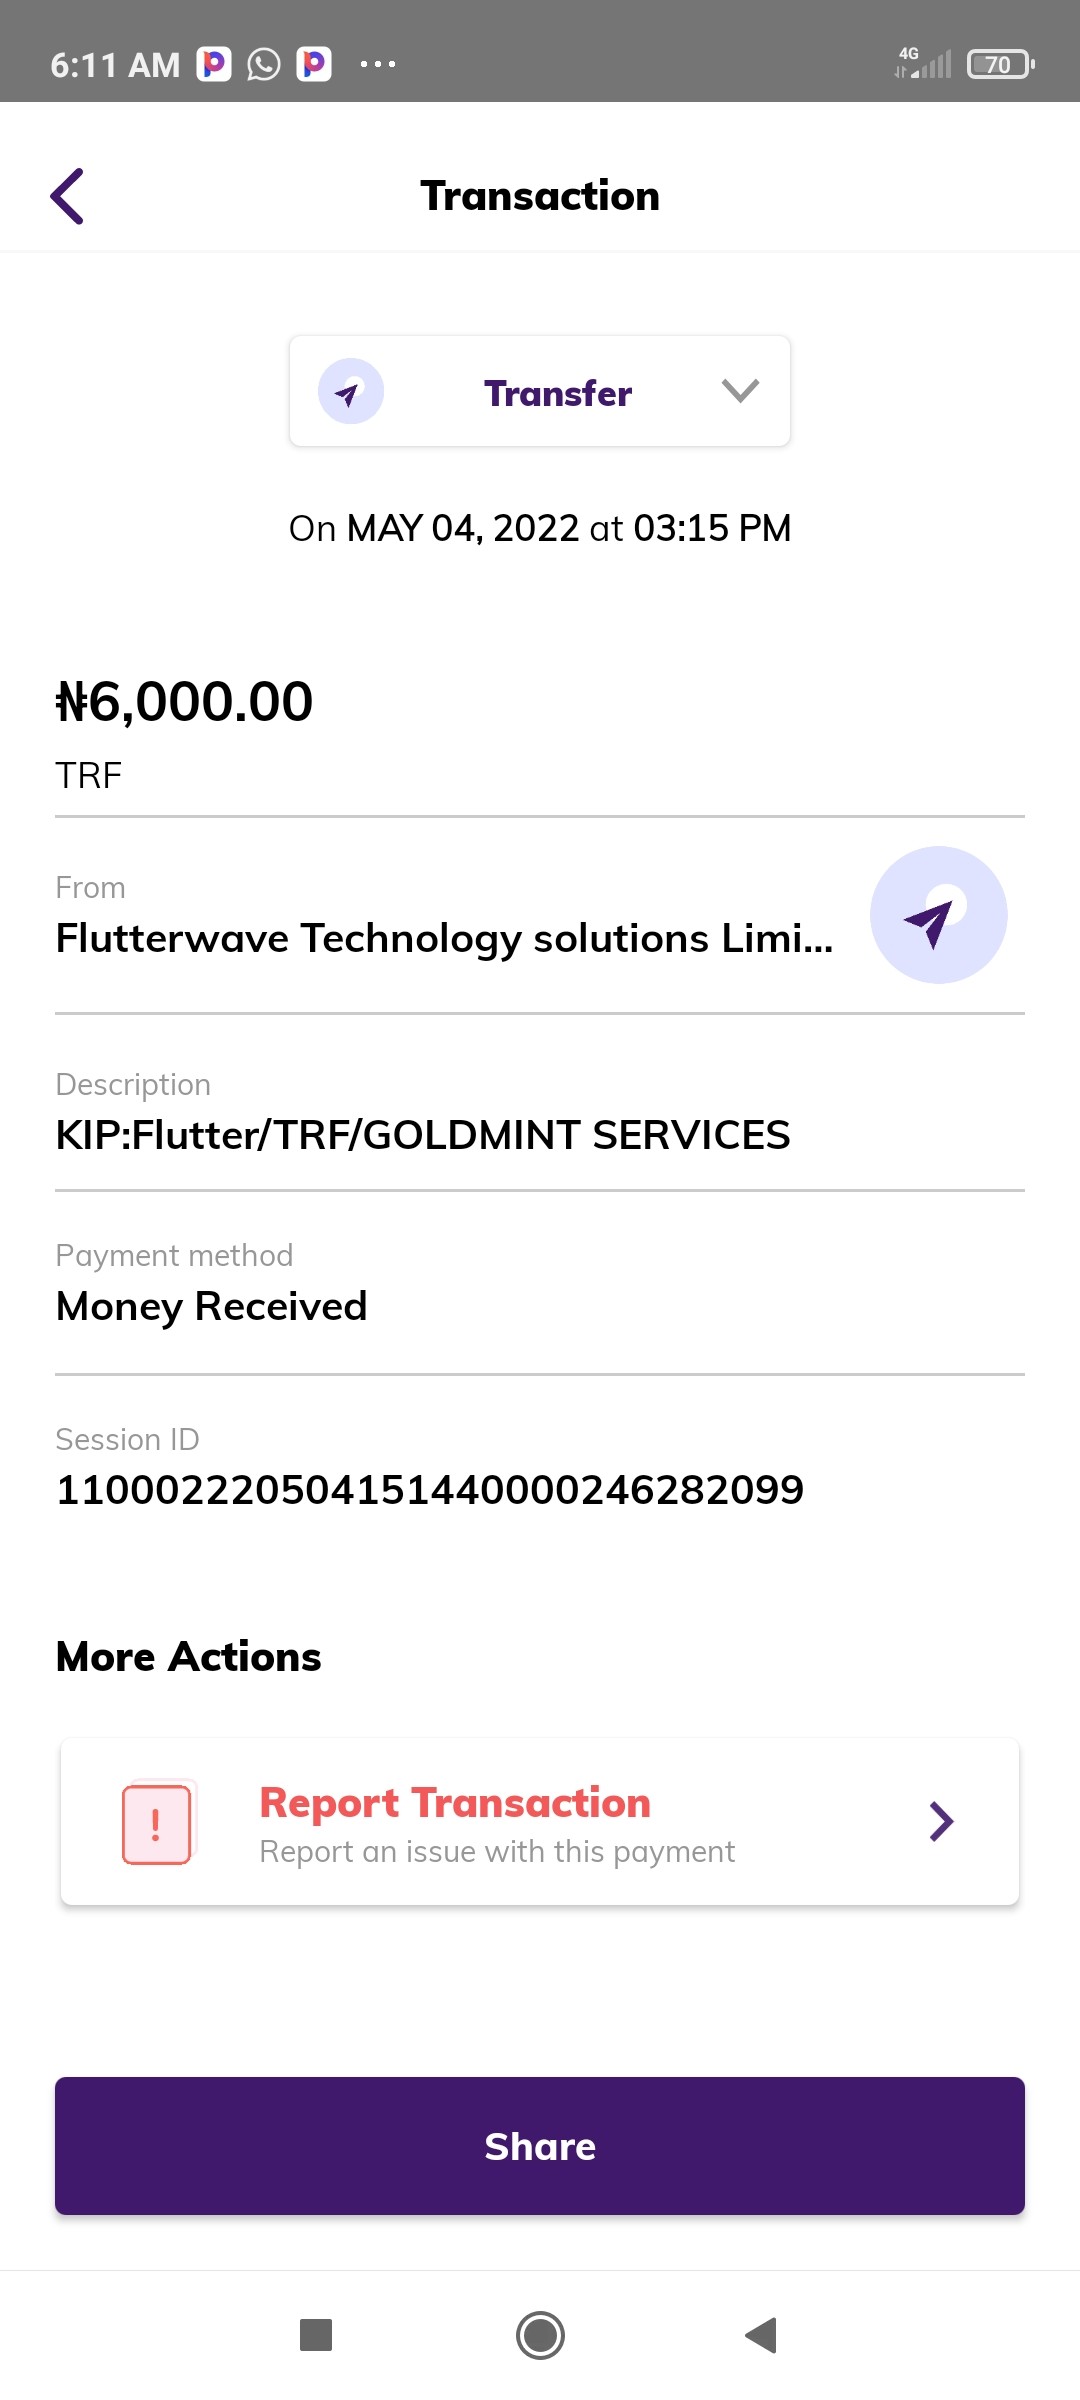 6:11 AM
4G
70
Transaction
Transfer
On MAY 04, 2022 at 03:15 PM
₦6,000.00
TRF
From
Flutterwave Technology solutions Limi...
Description
KIP:Flutter/TRF/GOLDMINT SERVICES
Payment method
Money Received
Session ID
110002220504151440000246282099
More Actions
Report Transaction
Report an issue with this payment
Share